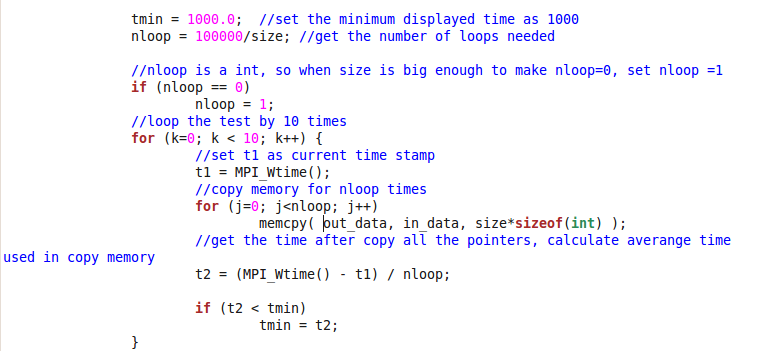 tmin = 1000.0;  //set the minimum displayed time as 1000
nloop = 100000/size; //get the number of loops needed
//nloop is a int, so when size is big enough to make nloop=0, set nloop =1
if (nloop == 0)
nloop = 1;
//loop the test by 10 times
for (k=0; k < 10; k++) {
//set t1 as current time stamp
t1 = MPI_Wtime();
//copy memory for nloop times
for (j=0; j<nloop; j++)
memcpy( out_data, in_data, size*sizeof(int) );
//get the time after copy all the pointers, calculate averange time
used in copy memory
t2 = (MPI_Wtime() - t1) / nloop;
if (t2 < tmin)
tmin = t2;
}